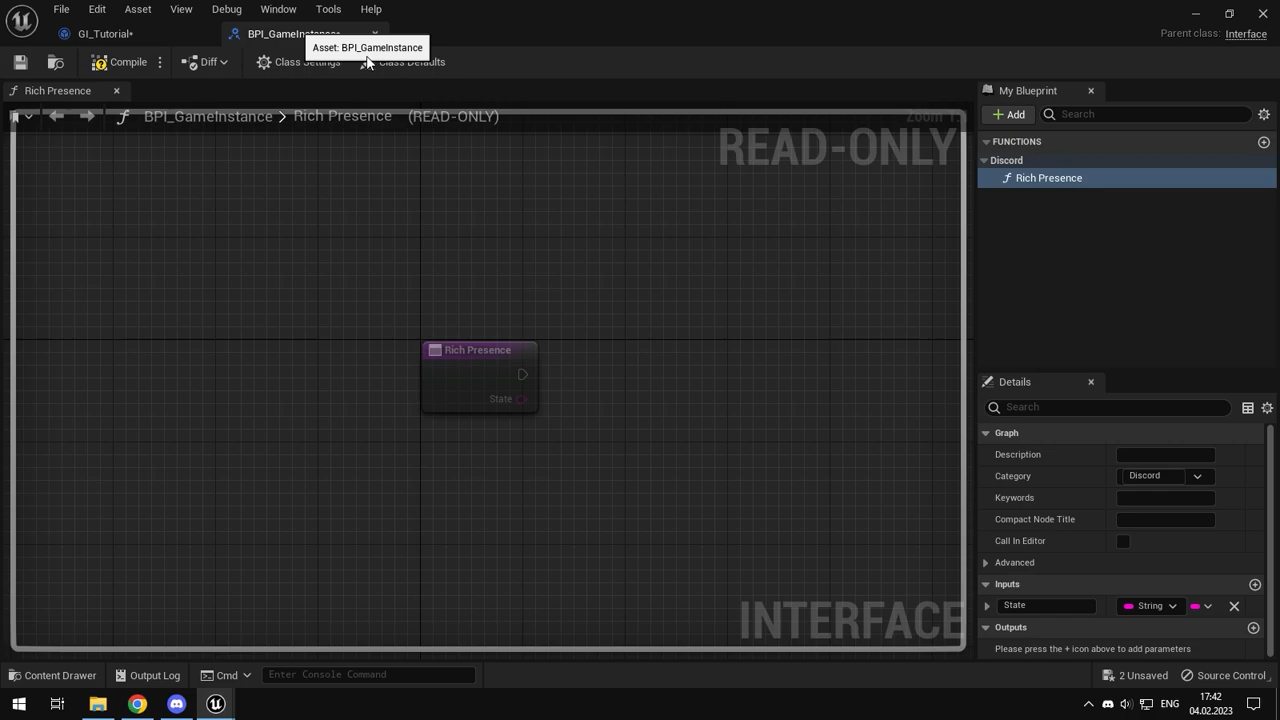 File Edit Asset View Debug Window Tools Help
GI_Tutorial*
BPI_GameInstance*
Parent class: Interface
Asset: BPI_GameInstance
Compile Diff Class Settings Class Defaults
Rich Presence
My Blueprint
BPI_GameInstance > Rich Presence (READ-ONLY)
Add
Search
READ-ONLY
FUNCTIONS
Discord
Rich Presence
Rich Presence
State
Details
Search
Graph
Description
Category Discord
Keywords
Compact Node Title
Call In Editor
Advanced
Inputs
State String
Outputs
Please press the + icon above to add parameters
INTERFACE
Content Drawer Output Log Cmd Enter Console Command 2 Unsaved Source Control
ENG
17:42
04.02.2023